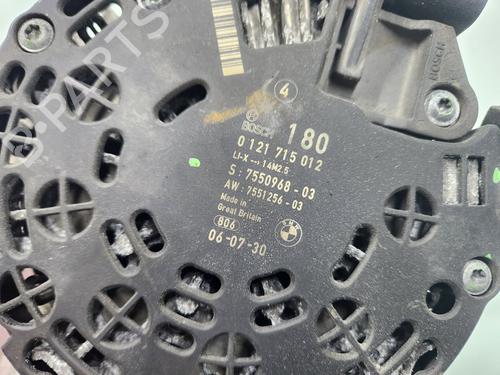 B-PARTS
BOSCH
4
BOSCH 180
0 121 715 012
LI-X 14M2.5
S : 7550968 - 03
AW : 7551256 - 03
Made in
Great Britain
806
06-07-30
BMW